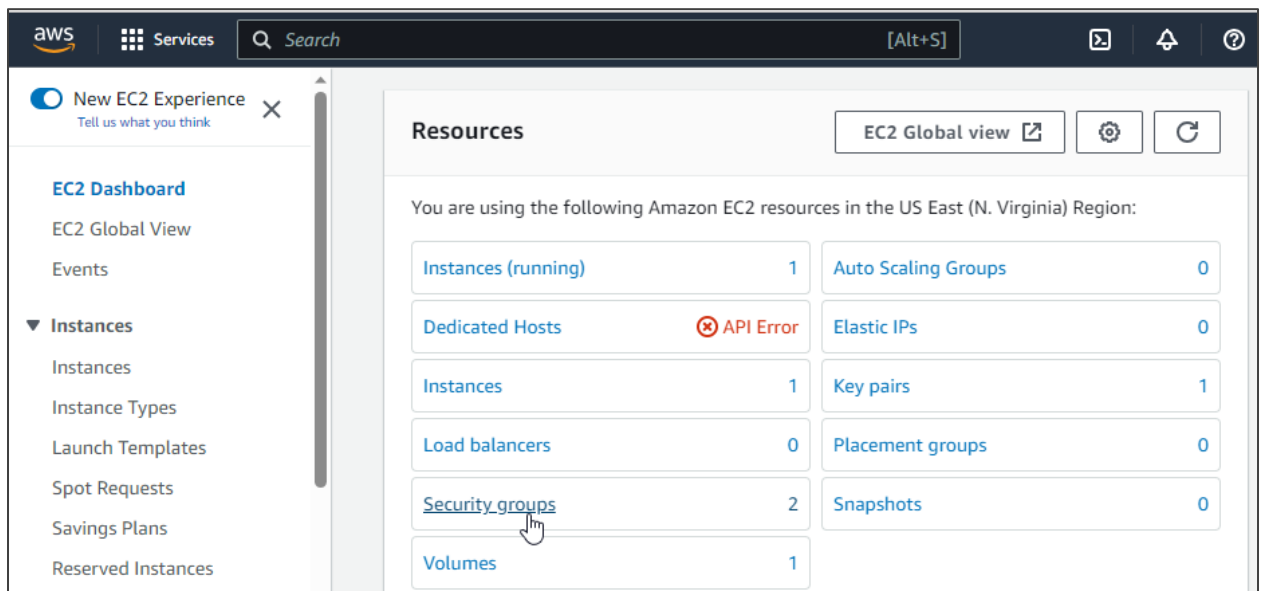 aws
Services
Search
[Alt+S]
New EC2 Experience
Tell us what you think
EC2 Dashboard
EC2 Global View
Events
Instances
Instances
Instance Types
Launch Templates
Spot Requests
Savings Plans
Reserved Instances
Resources
EC2 Global view
You are using the following Amazon EC2 resources in the US East (N. Virginia) Region:
Instances (running) 1
Auto Scaling Groups 0
Dedicated Hosts API Error
Elastic IPs 0
Instances 1
Key pairs 1
Load balancers 0
Placement groups 0
Security groups 2
Snapshots 0
Volumes 1